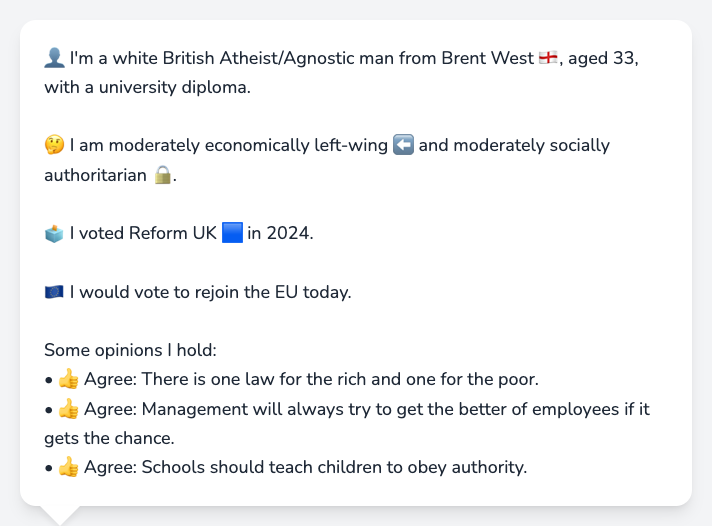 👤 I'm a white British Atheist/Agnostic man from Brent West 🏴󠁧󠁢󠁥󠁮󠁧󠁿, aged 33,
with a university diploma.
🤔 I am moderately economically left-wing ⬅️ and moderately socially
authoritarian 🔒.
🗳️ I voted Reform UK 🟦 in 2024.
🇪🇺 I would vote to rejoin the EU today.
Some opinions I hold:
• 👍 Agree: There is one law for the rich and one for the poor.
• 👍 Agree: Management will always try to get the better of employees if it
gets the chance.
• 👍 Agree: Schools should teach children to obey authority.